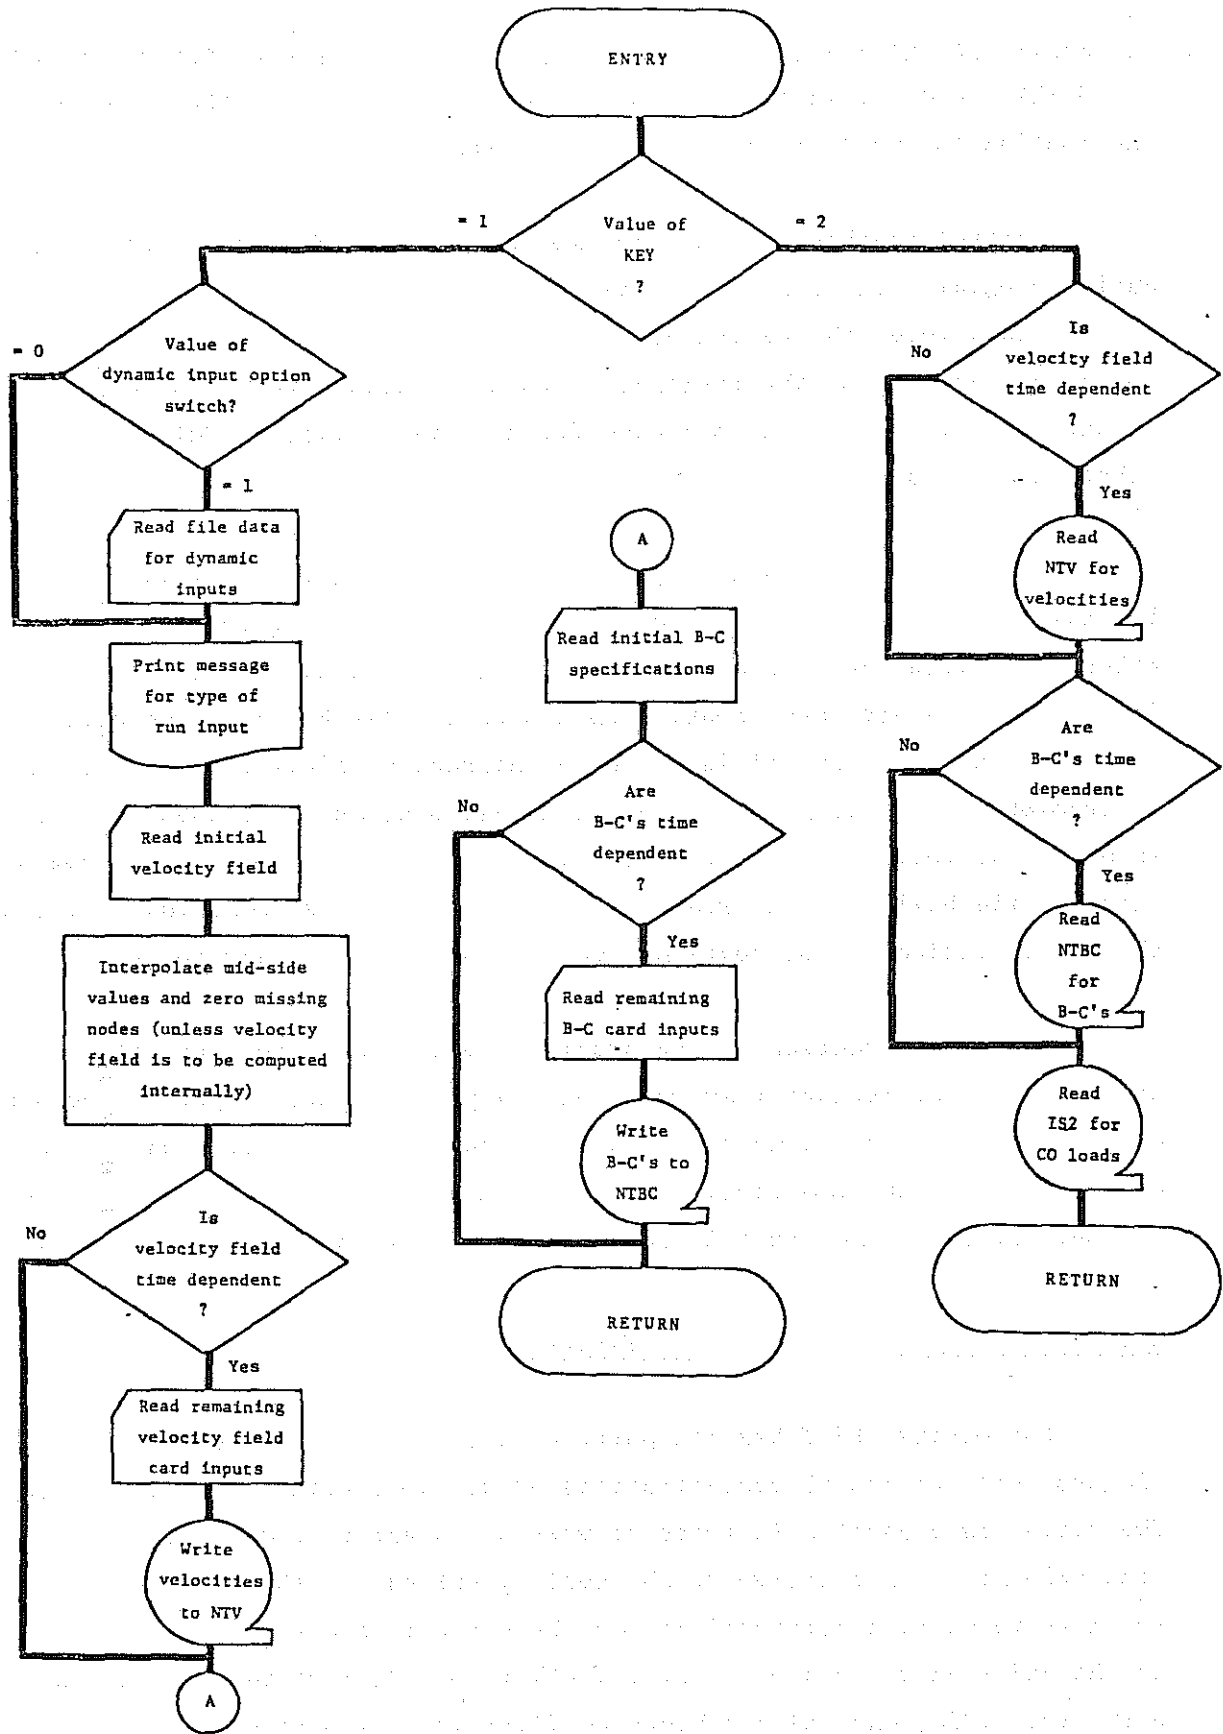 ENTRY
Value of
KEY
?
= 1
= 2
Value of
dynamic input option
switch?
= 0
= 1
Read file data
for dynamic
inputs
Print message
for type of
run input
Read initial
velocity field
Interpolate mid-side
values and zero missing
nodes (unless velocity
field is to be computed
internally)
Is
velocity field
time dependent
?
No
Yes
Read remaining
velocity field
card inputs
Write
velocities
to NTV
A
A
Read initial B-C
specifications
Are
B-C's time
dependent
?
No
Yes
Read remaining
B-C card inputs
Write
B-C's to
NTBC
RETURN
Is
velocity field
time dependent
?
No
Yes
Read
NTV for
velocities
Are
B-C's time
dependent
?
No
Yes
Read
NTBC
for
B-C's
Read
IS2 for
CO loads
RETURN